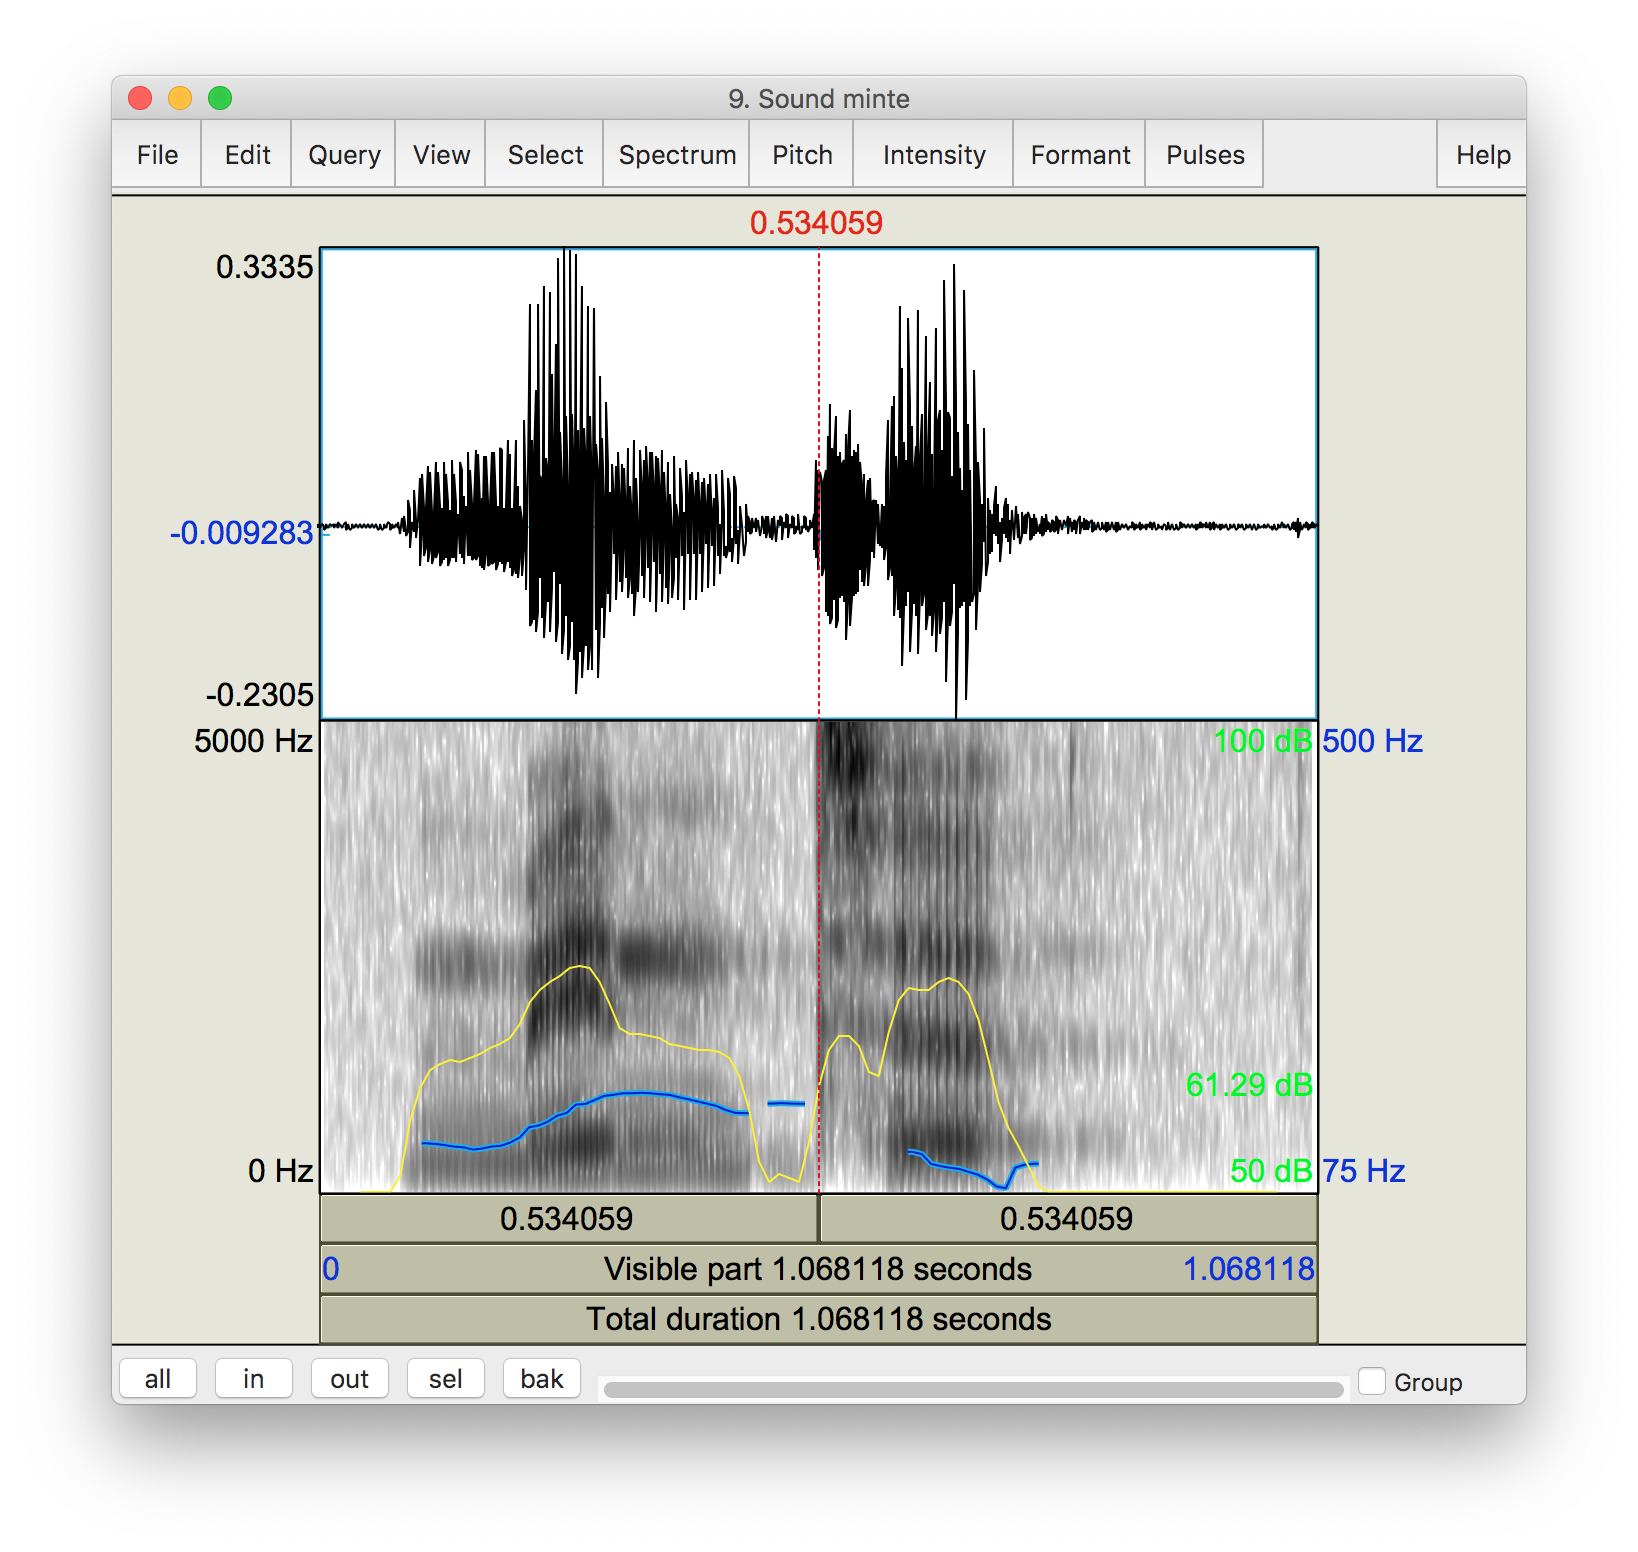 9. Sound minte
File Edit Query View Select Spectrum Pitch Intensity Formant Pulses Help
0.534059
0.3335
-0.009283
-0.2305
5000 Hz 100 dB 500 Hz
61.29 dB
0 Hz 50 dB 75 Hz
0.534059 0.534059
0 Visible part 1.068118 seconds 1.068118
Total duration 1.068118 seconds
all in out sel bak Group